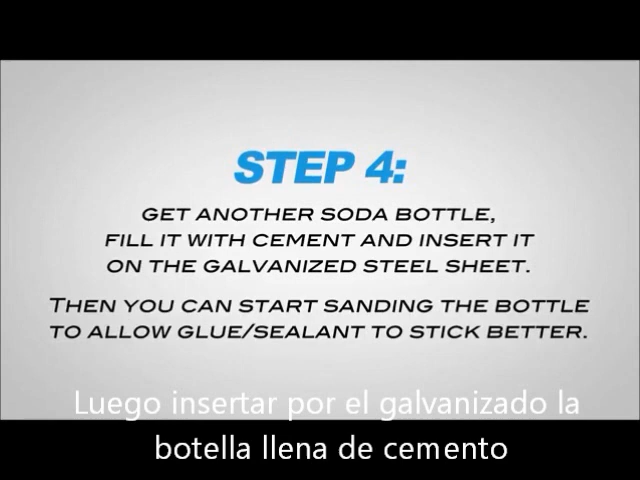 STEP 4:
GET ANOTHER SODA BOTTLE,
FILL IT WITH CEMENT AND INSERT IT
ON THE GALVANIZED STEEL SHEET.
THEN YOU CAN START SANDING THE BOTTLE
TO ALLOW GLUE/SEALANT TO STICK BETTER.
Luego insertar por el galvanizado la
botella llena de cemento